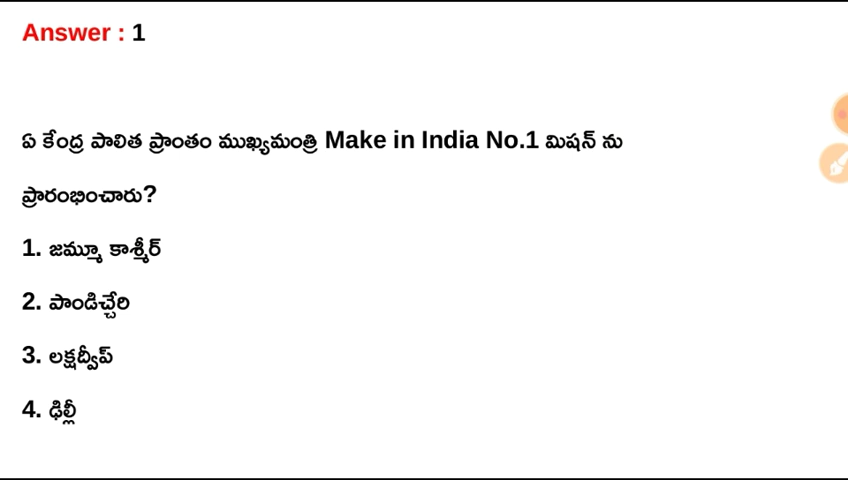 Answer : 1
ఏ కేంద్ర పాలిత ప్రాంతం ముఖ్యమంత్రి Make in India No.1 మిషన్ ను
ప్రారంభించారు?
1. జమ్మూ కాశ్మీర్
2. పాండిచ్చేరి
3. లక్షద్వీప్
4. ఢిల్లీ